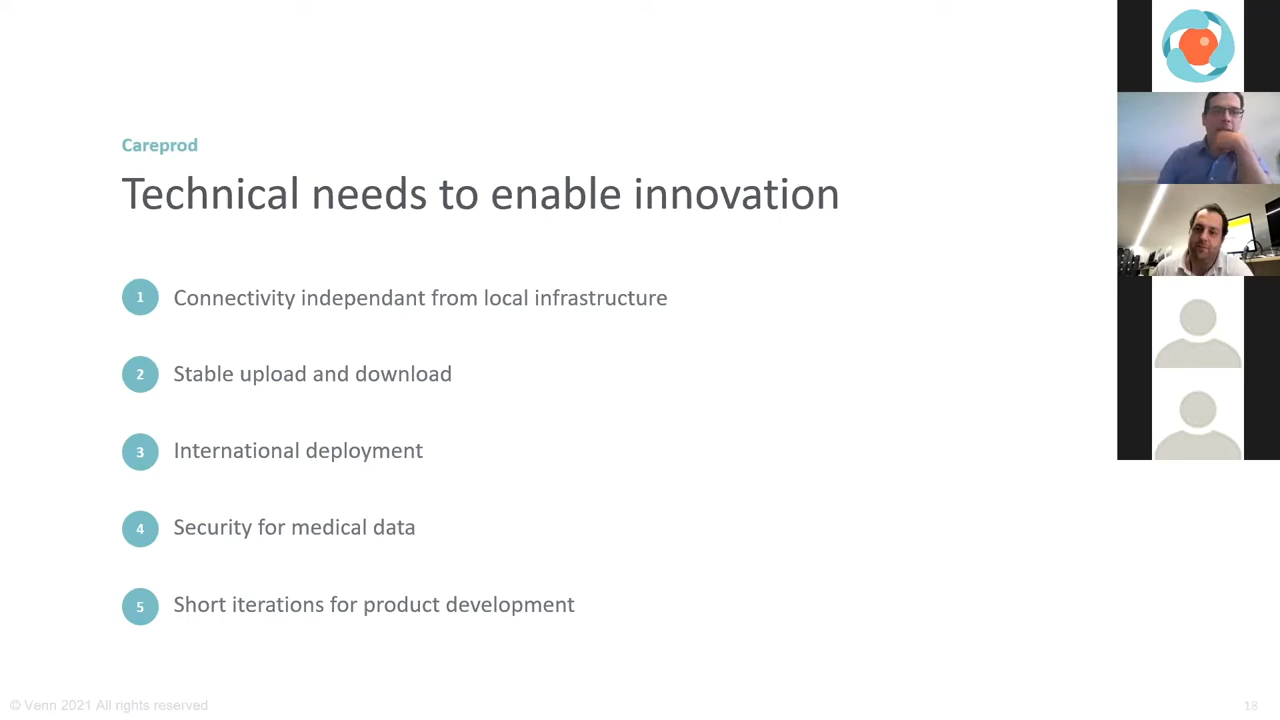 Careprod
Technical needs to enable innovation
1 Connectivity independant from local infrastructure
2 Stable upload and download
3 International deployment
4 Security for medical data
5 Short iterations for product development
© Venn 2021 All rights reserved
18